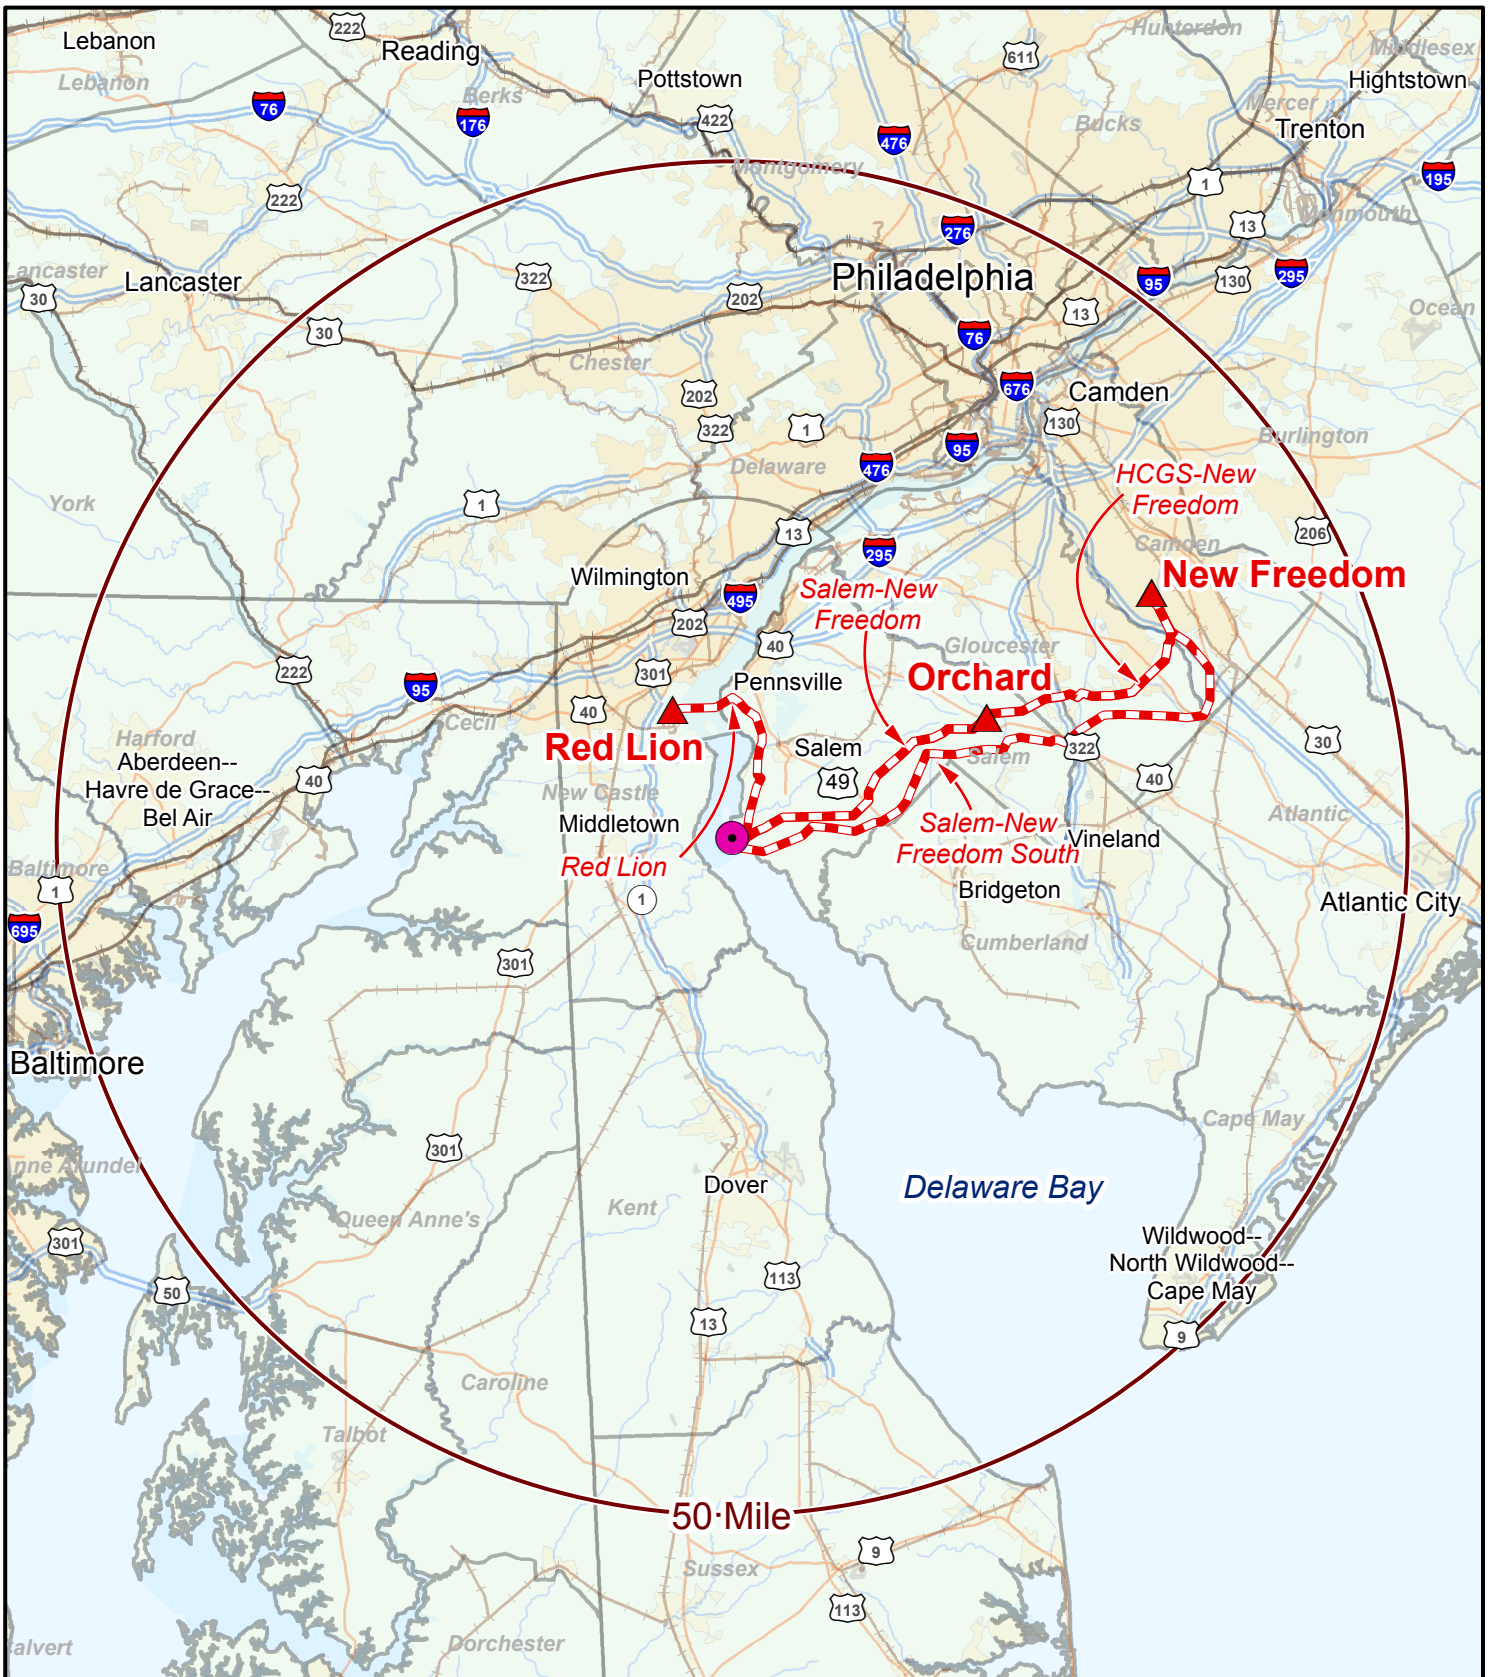 222
Hunterdon
Lebanon
Reading
611
Middlesex
Lebanon
Pottstown
Hightstown
76
Berks
Mercer
176
422
Bucks
Trenton
476
Montgomery
1
195
222
Monmouth
276
13
Lancaster
322
Philadelphia
95
130
295
Lancaster
30
202
13
Ocean
30
76
Chester
676
Camden
202
322
1
130
95
Burlington
Delaware
476
HCGS-New
Freedom
York
1
13
206
295
Camden
Wilmington
New Freedom
495
Salem-New
Freedom
202
40
Gloucester
222
301
Orchard
95
Pennsville
40
Cecil
Harford
Red Lion
Salem
322
30
Aberdeen--
Havre de Grace--
Bel Air
40
49
Salem
40
New Castle
Middletown
Atlantic
Salem-New
Freedom South
Vineland
Baltimore
Red Lion
1
Bridgeton
1
Atlantic City
695
301
Cumberland
Baltimore
Cape May
301
nne Arundel
Dover
Delaware Bay
Queen Anne's
Kent
301
Wildwood--
North Wildwood--
Cape May
50
113
13
9
Caroline
Talbot
50 Mile
9
Sussex
113
alvert
Dorchester